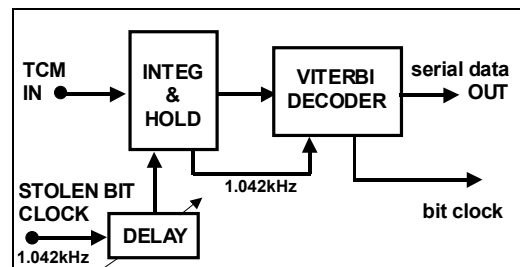 TCM
IN
INTEG
&
HOLD
VITERBI
DECODER
serial data
OUT
1.042kHz
bit clock
STOLEN BIT
CLOCK
1.042kHz
DELAY